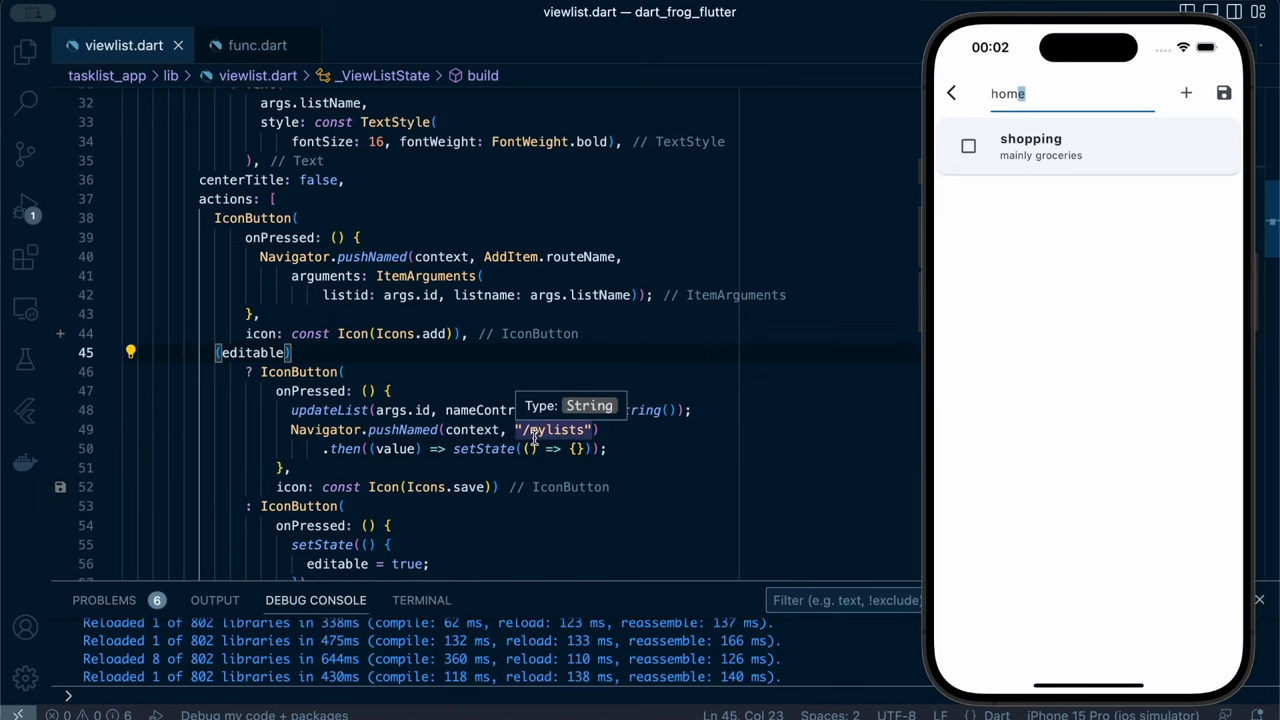 viewlist.dart — dart_frog_flutter
viewlist.dart
func.dart
tasklist_app > lib > viewlist.dart > _ViewListState > build
32
33 args.listName,
34 style: const TextStyle(
35 fontSize: 16, fontWeight: FontWeight.bold), // TextStyle
), // Text
36 centerTitle: false,
37 actions: [
38 IconButton(
39 onPressed: () {
40 Navigator.pushNamed(context, AddItem.routeName,
41 arguments: ItemArguments(
42 listid: args.id, listname: args.listName)); // ItemArguments
43 },
44 icon: const Icon(Icons.add)), // IconButton
45 (editable)
46 ? IconButton(
47 onPressed: () {
48 updateList(args.id, nameContr
ring());
49 Navigator.pushNamed(context, "/mylists")
50 .then((value) => setState(() => {}));
51 },
52 icon: const Icon(Icons.save)) // IconButton
53 : IconButton(
54 onPressed: () {
55 setState(() {
56 editable = true;
Type: String
1
PROBLEMS 6
OUTPUT
DEBUG CONSOLE
TERMINAL
Filter (e.g. text, !exclude)
Reloaded 1 of 802 libraries in 338ms (compile: 62 ms, reload: 123 ms, reassemble: 137 ms).
Reloaded 1 of 802 libraries in 475ms (compile: 132 ms, reload: 133 ms, reassemble: 166 ms).
Reloaded 8 of 802 libraries in 644ms (compile: 360 ms, reload: 110 ms, reassemble: 126 ms).
Reloaded 1 of 802 libraries in 430ms (compile: 118 ms, reload: 138 ms, reassemble: 140 ms).
0 0 6 Debug my code + packages
Ln 45, Col 23 Spaces: 2 UTF-8 LF {} Dart iPhone 15 Pro (ios simulator)
00:02
home
shopping
mainly groceries